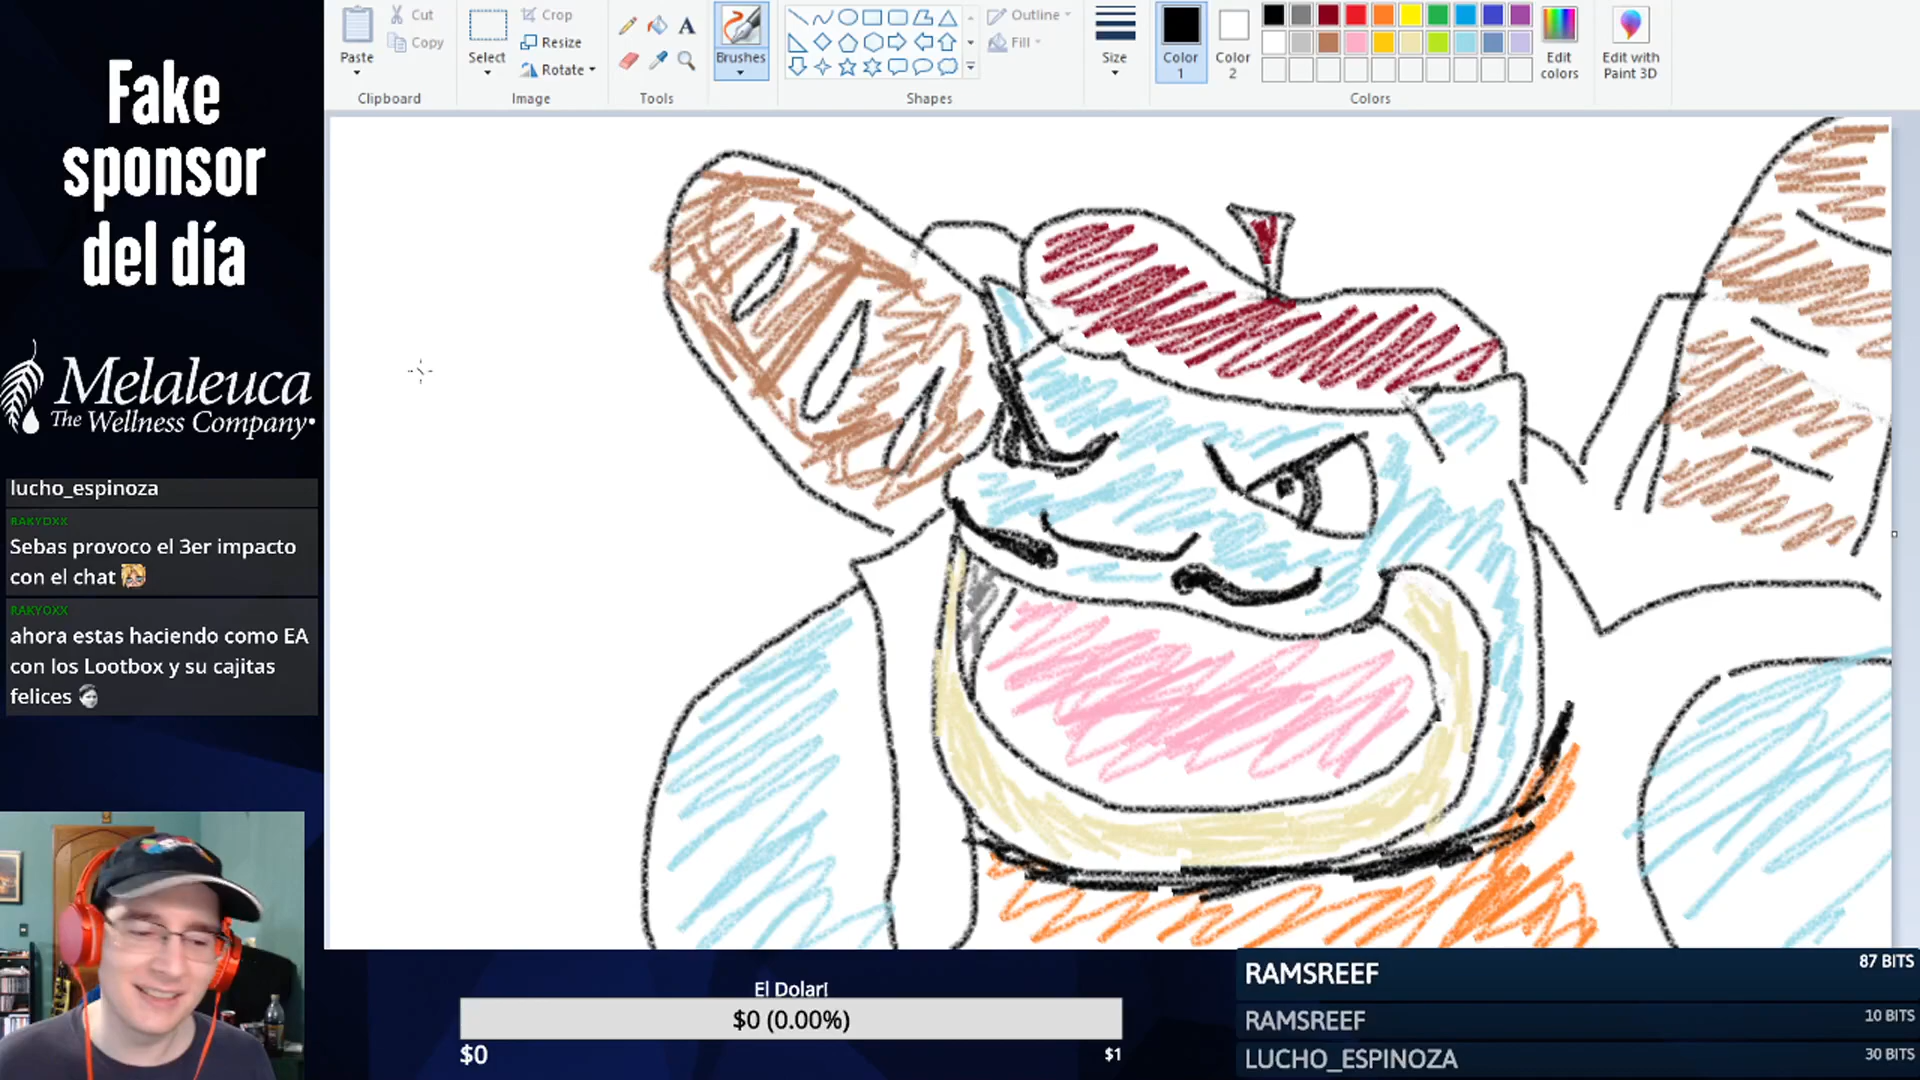 Fake
sponsor
del día
Melaleuca
The Wellness Company
lucho_espinoza
RAKYOXX
Sebas provoco el 3er impacto
con el chat
RAKYOXX
ahora estas haciendo como EA
con los Lootbox y su cajitas
felices
Paste
Cut
Copy
Clipboard
Select
Crop
Resize
Rotate
Image
A
Tools
Brushes
Shapes
Outline
Fill
Size
Color
1
Color
2
Edit
colors
Edit with
Paint 3D
Colors
El Dolar!
$0 (0.00%)
$0
$1
RAMSREEF
87 BITS
RAMSREEF
10 BITS
LUCHO_ESPINOZA
30 BITS